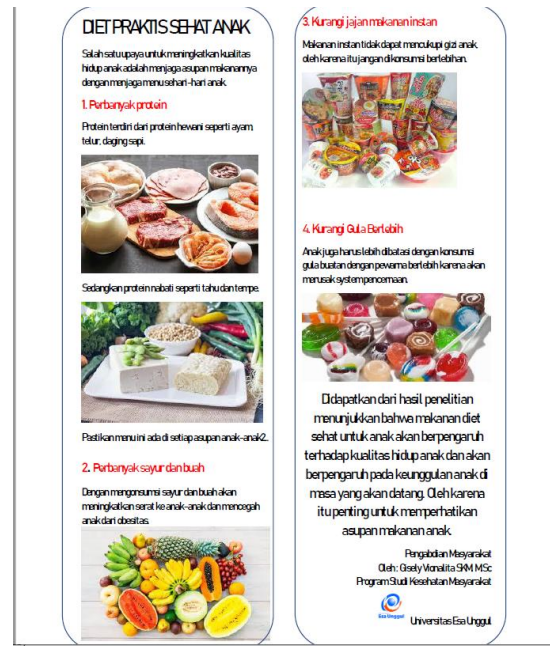 DIET PRAKTIS SEHAT ANAK
Salah satu upaya untuk meningkatkan kualitas
hidup anak adalah menjaga asupan makanannya
dengan menjaga menu sehari-hari anak.
1. Perbanyak protein
Protein terdiri dari protein hewani seperti ayam,
telur, daging sapi.
Sedangkan protein nabati seperti tahu dan tempe.
Pastikan menu ini ada di setiap asupan anak-anak2.
2. Perbanyak sayur dan buah
Dengan mengonsumsi sayur dan buah akan
meningkatkan serat ke anak-anak dan mencegah
anak dari obesitas.
3. Kurangi jajan makanan instan
Makanan instan tidak dapat mencukupi gizi anak,
oleh karena itu jangan dikonsumsi berlebihan.
4. Kurangi Gula Berlebih
Anak juga harus lebih dibatasi dengan konsumsi
gula buatan dengan pewarna berlebih karena akan
merusak system pencernaan.
Didapatkan dari hasil penelitian
menunjukkan bahwa makanan diet
sehat untuk anak akan berpengaruh
terhadap kualitas hidup anak dan akan
berpengaruh pada keunggulan anak di
masa yang akan datang. Oleh karena
itu penting untuk memperhatikan
asupan makanan anak.
Pengabdian Masyarakat
Oleh : Gisely Vionalita SKM. MSc
Program Studi Kesehatan Masyarakat
Esa Unggul
Universitas Esa Unggul